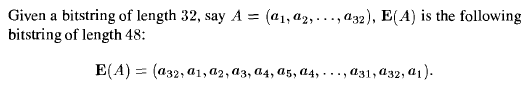 Given a bitstring of length 32, say A = (a₁, a₂, ..., a₃₂), E(A) is the following
bitstring of length 48:
E(A) = (a₃₂, a₁, a₂, a₃, a₄, a₅, a₄, ..., a₃₁, a₃₂, a₁).